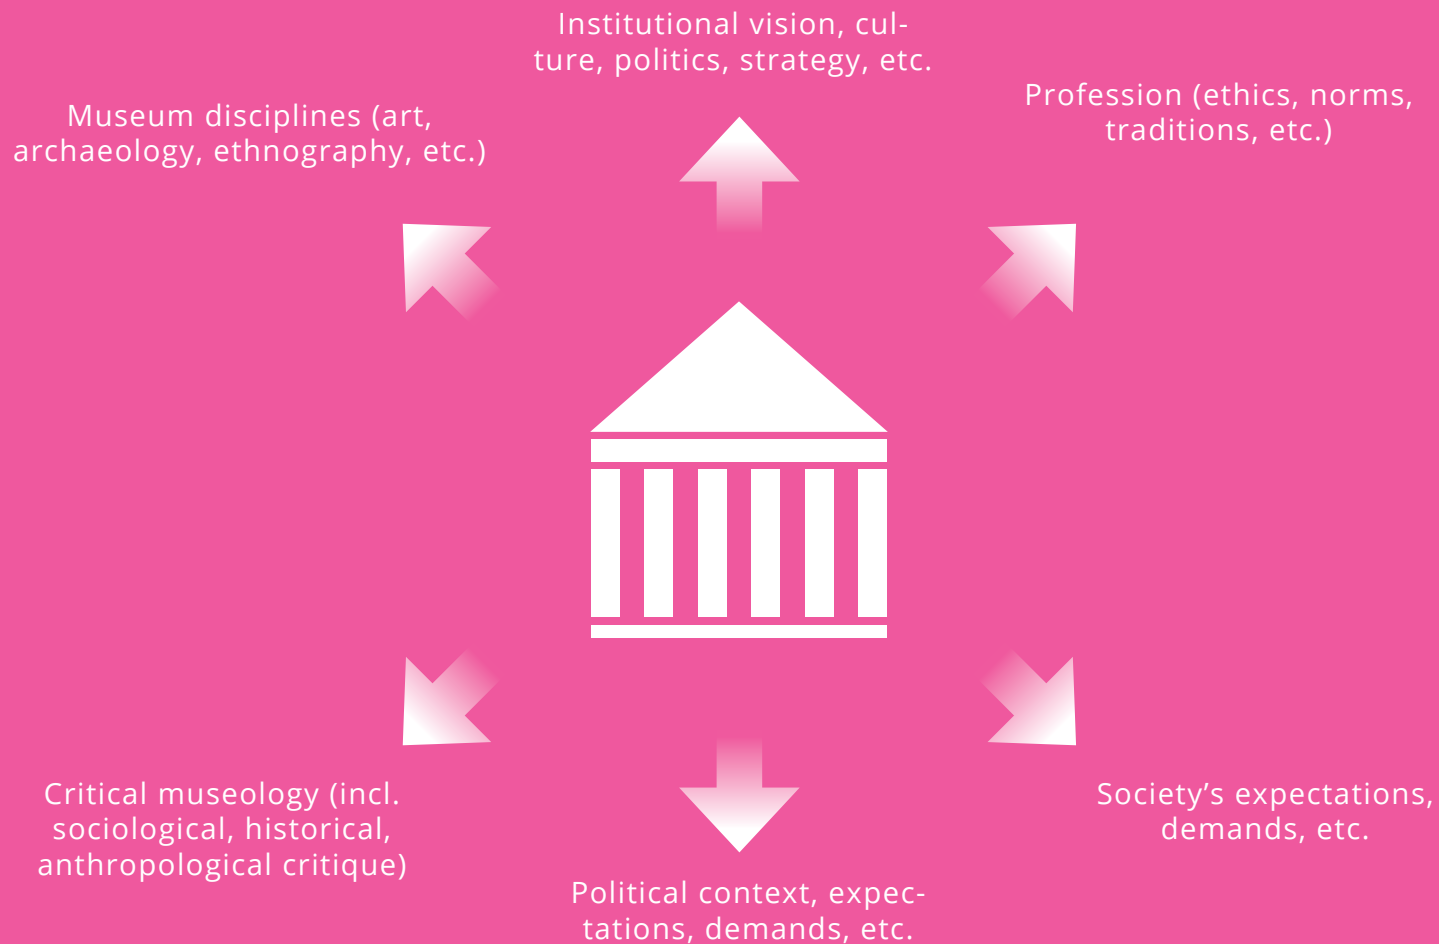 Institutional vision, cul-
ture, politics, strategy, etc.
Museum disciplines (art,
archaeology, ethnography, etc.)
Profession (ethics, norms,
traditions, etc.)
Critical museology (incl.
sociological, historical,
anthropological critique)
Society’s expectations,
demands, etc.
Political context, expec-
tations, demands, etc.